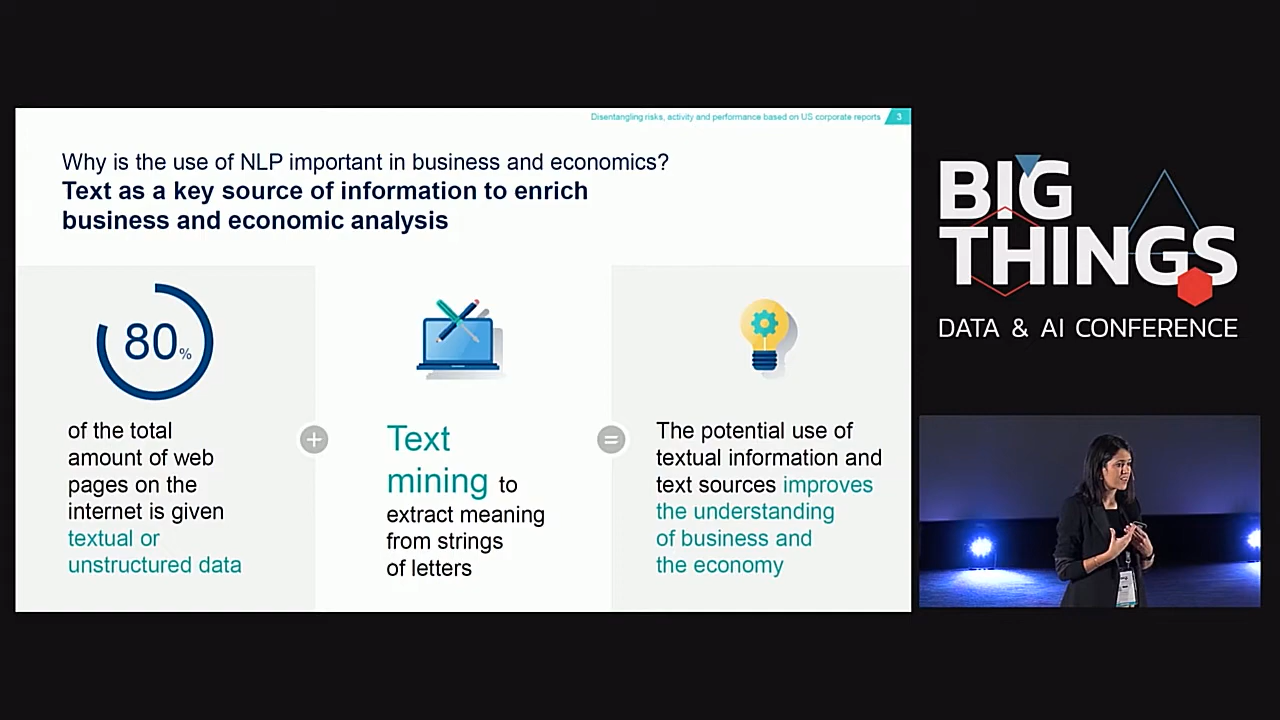 Disentangling risks, activity and performance based on US corporate reports
3
Why is the use of NLP important in business and economics?
Text as a key source of information to enrich
business and economic analysis
80%
of the total
amount of web
pages on the
internet is given
textual or
unstructured data
+
Text
mining to
extract meaning
from strings
of letters
=
The potential use of
textual information and
text sources improves
the understanding
of business and
the economy
BIG
THINGS
DATA & AI CONFERENCE